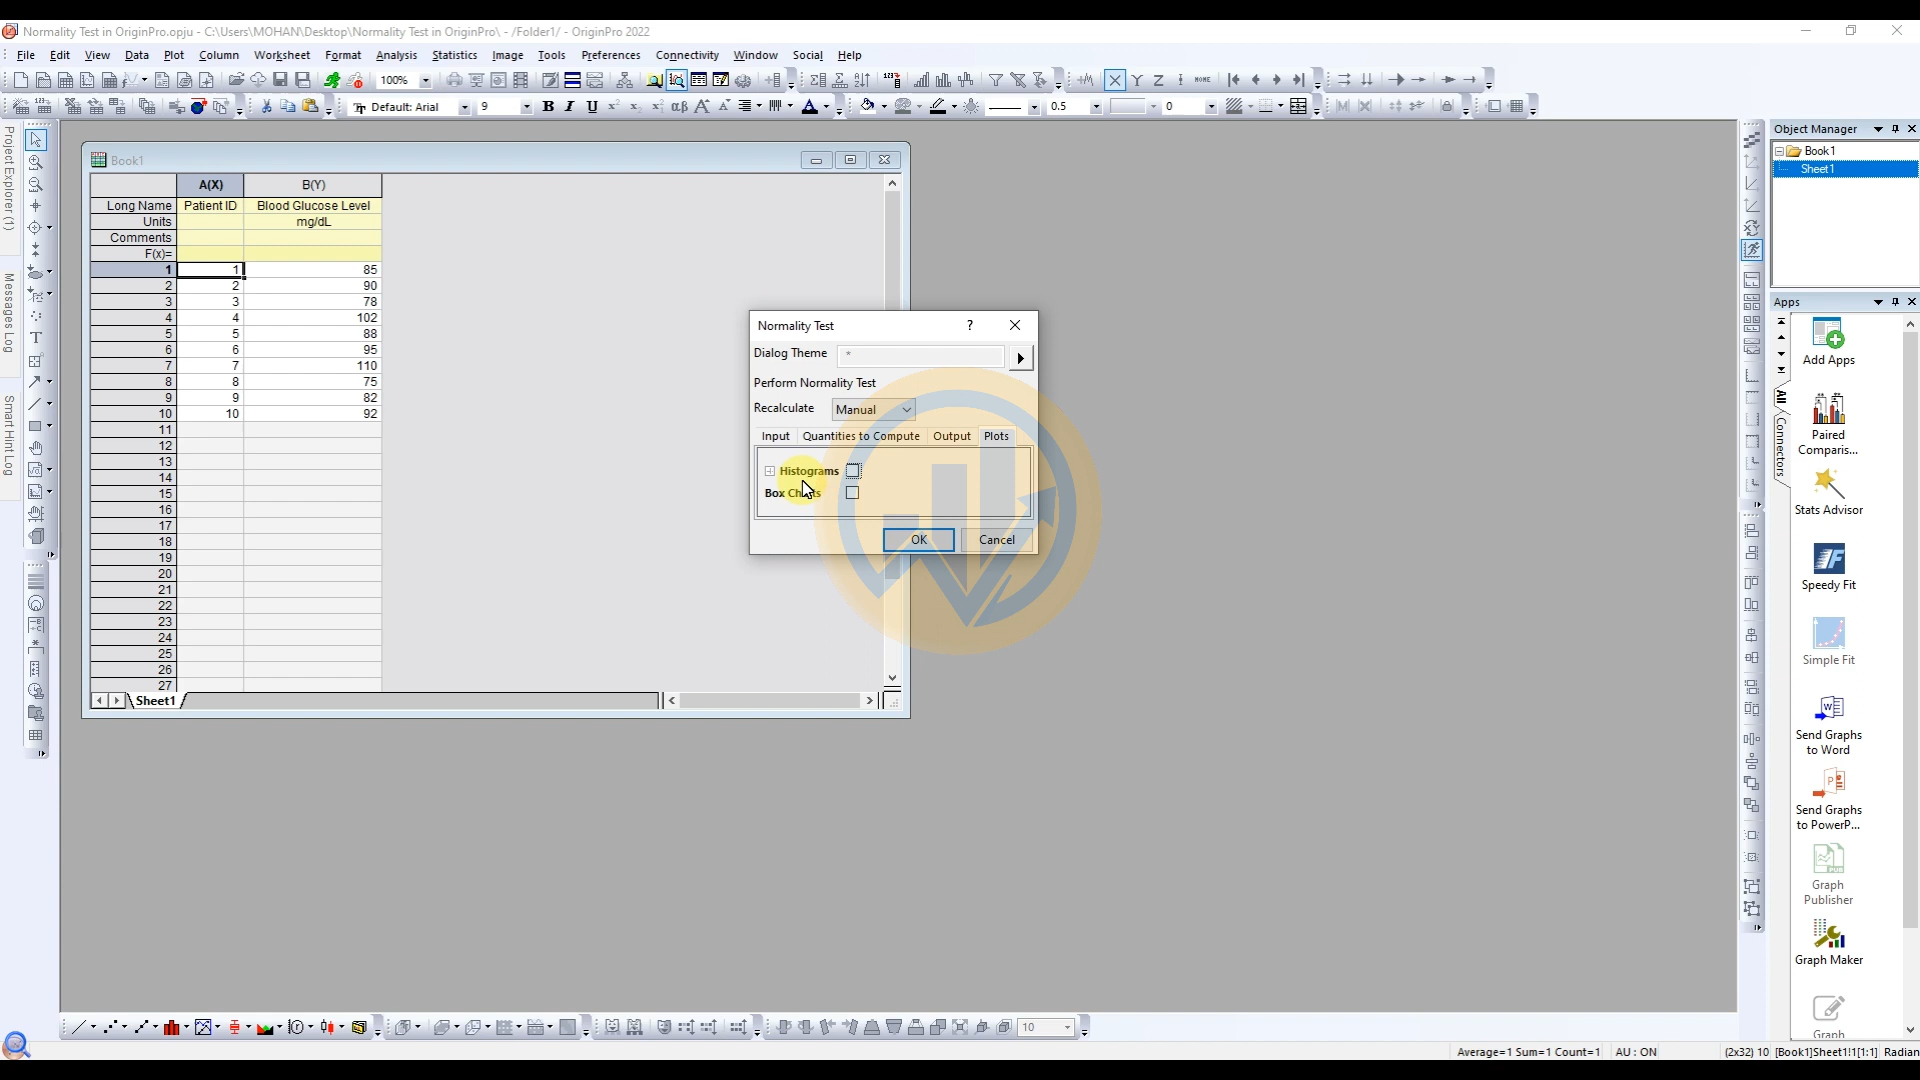 Normality Test in OriginPro.opju - C:\Users\MOHAN\Desktop\Normality Test in OriginPro\ - /Folder1/ - OriginPro 2022
File Edit View Data Plot Column Worksheet Format Analysis Statistics Image Tools Preferences Connectivity Window Social Help
100%
Default: Arial 9 B I U αβ A A 0.5 0
Project Explorer (1)
Messages Log
Smart Hint Log
Book1
A(X) B(Y)
Long Name Patient ID Blood Glucose Level
Units mg/dL
Comments
F(x)=
1 1 85
2 2 90
3 3 78
4 4 102
5 5 88
6 6 95
7 7 110
8 8 75
9 9 82
10 10 92
11
12
13
14
15
16
17
18
19
20
21
22
23
24
25
26
27
Sheet1
Normality Test ?
Dialog Theme *
Perform Normality Test
Recalculate Manual
Input Quantities to Compute Output Plots
Histograms
Box Charts
OK Cancel
Object Manager
Book1
Sheet1
Apps
All
Connectors
Add Apps
Paired
Comparis...
Stats Advisor
Speedy Fit
Simple Fit
Send Graphs
to Word
Send Graphs
to PowerP...
Graph
Publisher
Graph Maker
Graph
10
Average=1 Sum=1 Count=1 AU : ON (2x32) 10 [Book1]Sheet1!1[1:1] Radian